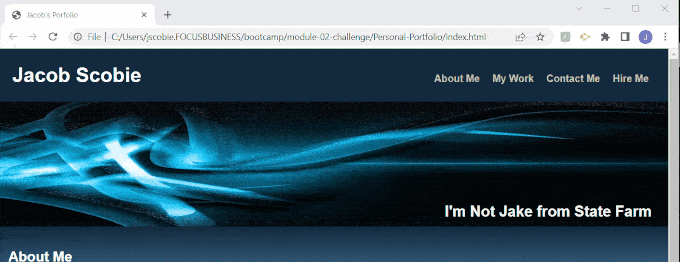 Jacob's Porfolio
File | C:/Users/jscobie.FOCUSBUSINESS/bootcamp/module-02-challenge/Personal-Portfolio/index.html
J
Jacob Scobie
About Me My Work Contact Me Hire Me
I'm Not Jake from State Farm
About Me